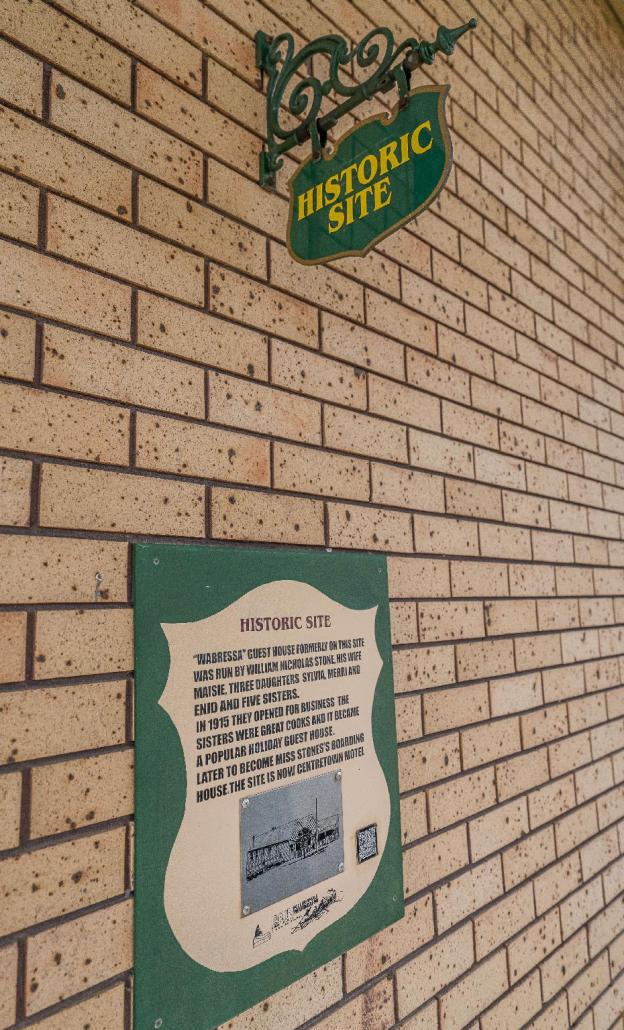 HISTORIC
SITE
HISTORIC SITE
"WABRESSA" GUEST HOUSE FORMERLY ON THIS SITE
WAS RUN BY WILLIAM NICHOLAS STONE, HIS WIFE
MAISIE, THREE DAUGHTERS SYLVIA, MERRI AND
ENID AND FIVE SISTERS.
IN 1915 THEY OPENED FOR BUSINESS THE
SISTERS WERE GREAT COOKS AND IT BECAME
A POPULAR HOLIDAY GUEST HOUSE.
LATER TO BECOME MISS STONES'S BOARDING
HOUSE.THE SITE IS NOW CENTRETOWN MOTEL